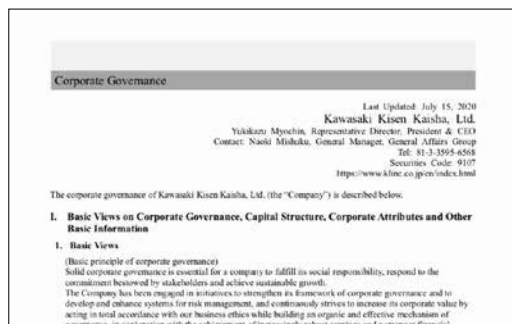 Corporate Governance
Last Updated: July 15, 2020
Kawasaki Kisen Kaisha, Ltd.
Yukikazu Myochin, Representative Director, President & CEO
Contact: Naoki Mishuku, General Manager, General Affairs Group
Tel: 81-3-3595-6568
Securities Code: 9107
https://www.kline.co.jp/en/index.html
The corporate governance of Kawasaki Kisen Kaisha, Ltd. (the “Company”) is described below.
I. Basic Views on Corporate Governance, Capital Structure, Corporate Attributes and Other
Basic Information
1. Basic Views
(Basic principle of corporate governance)
Solid corporate governance is essential for a company to fulfill its social responsibility, respond to the
commitment bestowed by stakeholders and achieve sustainable growth.
The Company has been engaged in initiatives to strengthen its framework of corporate governance and to
develop and enhance systems for risk management, and continuously strives to increase its corporate value by
acting in total accordance with our business ethics while building an organic and effective mechanism of